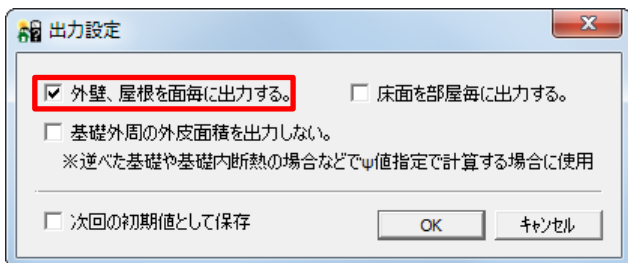 出力設定
外壁、屋根を面毎に出力する。
床面を部屋毎に出力する。
基礎外周の外皮面積を出力しない。
※逆べた基礎や基礎内断熱の場合などでψ値指定で計算する場合に使用
次回の初期値として保存
OK
ｷｬﾝｾﾙ